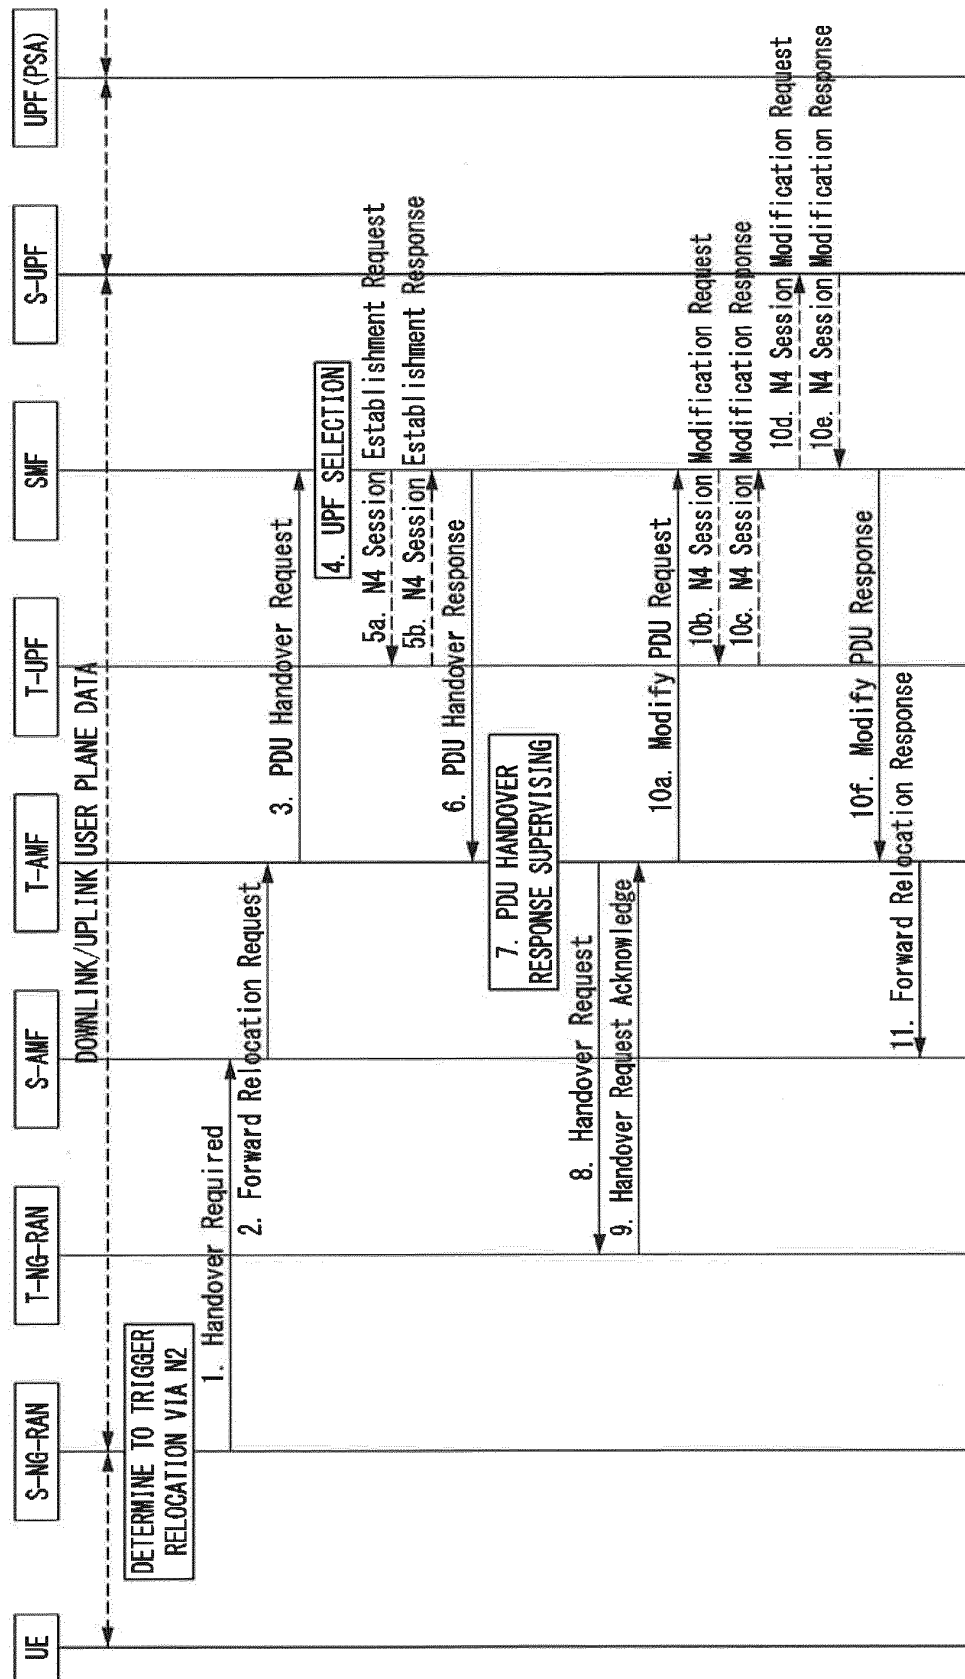 UE
S-NG-RAN
T-NG-RAN
S-AMF
T-AMF
T-UPF
SMF
S-UPF
UPF(PSA)
DOWNLINK/UPLINK USER PLANE DATA
DETERMINE TO TRIGGER
RELOCATION VIA N2
1. Handover Required
2. Forward Relocation Request
3. PDU Handover Request
4. UPF SELECTION
5a. N4 Session Establishment Request
5b. N4 Session Establishment Response
6. PDU Handover Response
7. PDU HANDOVER
RESPONSE SUPERVISING
8. Handover Request
9. Handover Request Acknowledge
10a. Modify PDU Request
10b. N4 Session Modification Request
10c. N4 Session Modification Response
10d. N4 Session Modification Request
10e. N4 Session Modification Response
10f. Modify PDU Response
11. Forward Relocation Response